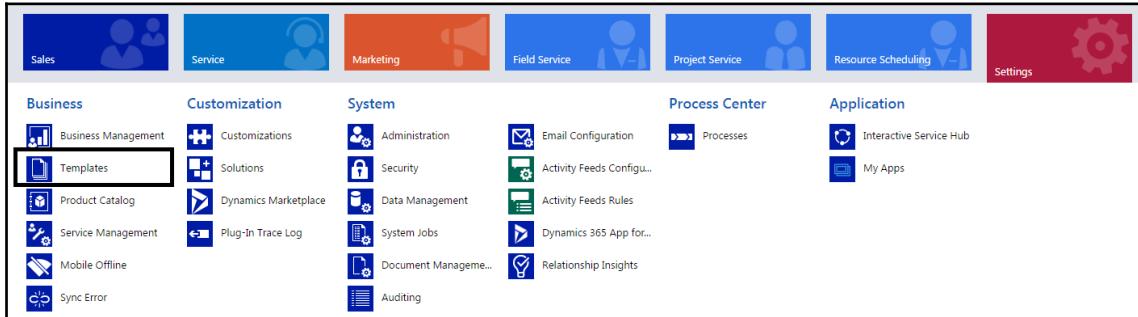 Sales
Service
Marketing
Field Service
Project Service
Resource Scheduling
Settings
Business
Business Management
Templates
Product Catalog
Service Management
Mobile Offline
Sync Error
Customization
Customizations
Solutions
Dynamics Marketplace
Plug-In Trace Log
System
Administration
Security
Data Management
System Jobs
Document Manageme...
Auditing
Email Configuration
Activity Feeds Configu...
Activity Feeds Rules
Dynamics 365 App for...
Relationship Insights
Process Center
Processes
Application
Interactive Service Hub
My Apps